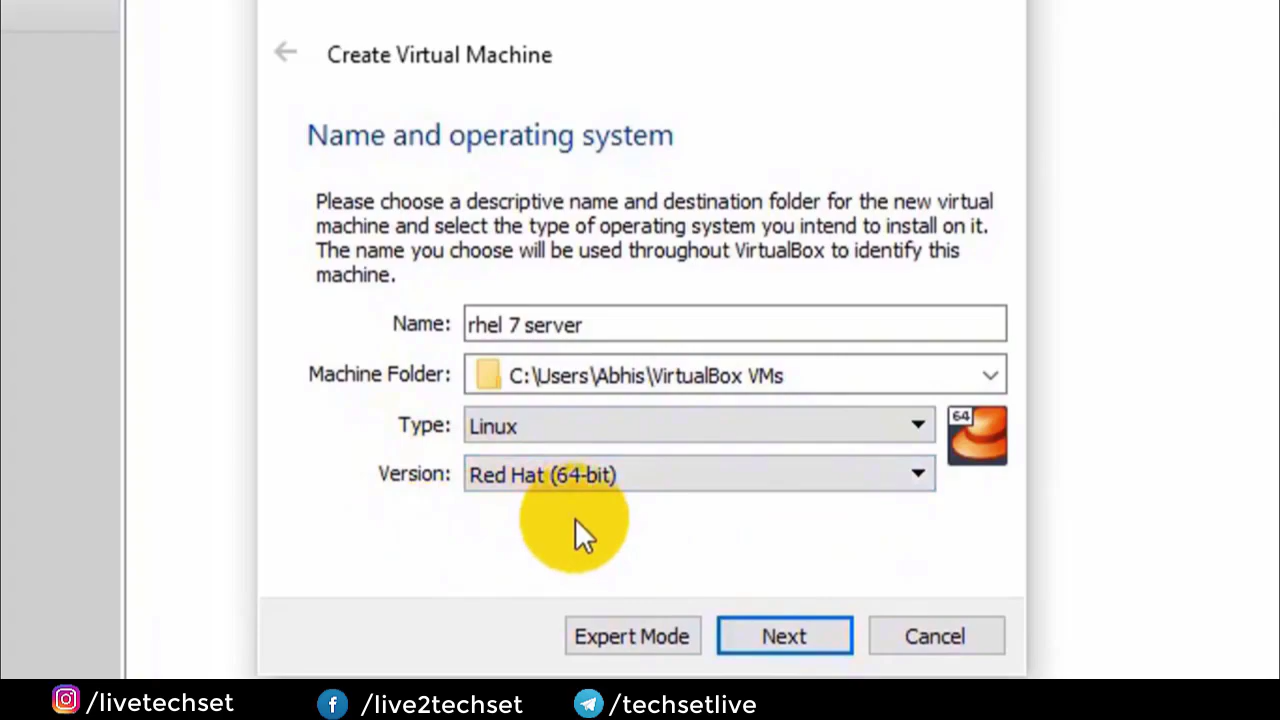 Create Virtual Machine
Name and operating system
Please choose a descriptive name and destination folder for the new virtual
machine and select the type of operating system you intend to install on it.
The name you choose will be used throughout VirtualBox to identify this
machine.
Name: rhel 7 server
Machine Folder: C:\Users\Abhis\VirtualBox VMs
Type: Linux
64
Version: Red Hat (64-bit)
Expert Mode Next Cancel
/livetechset /live2techset /techsetlive